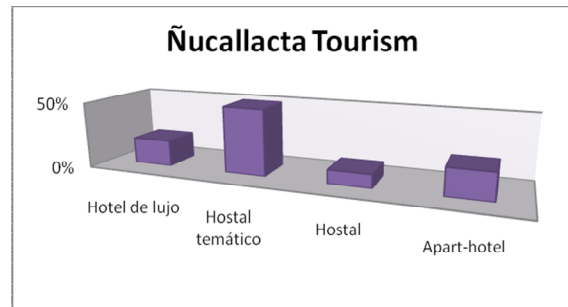 Ñucallacta Tourism
50%
0%
Hotel de lujo
Hostal
temático
Hostal
Apart-hotel